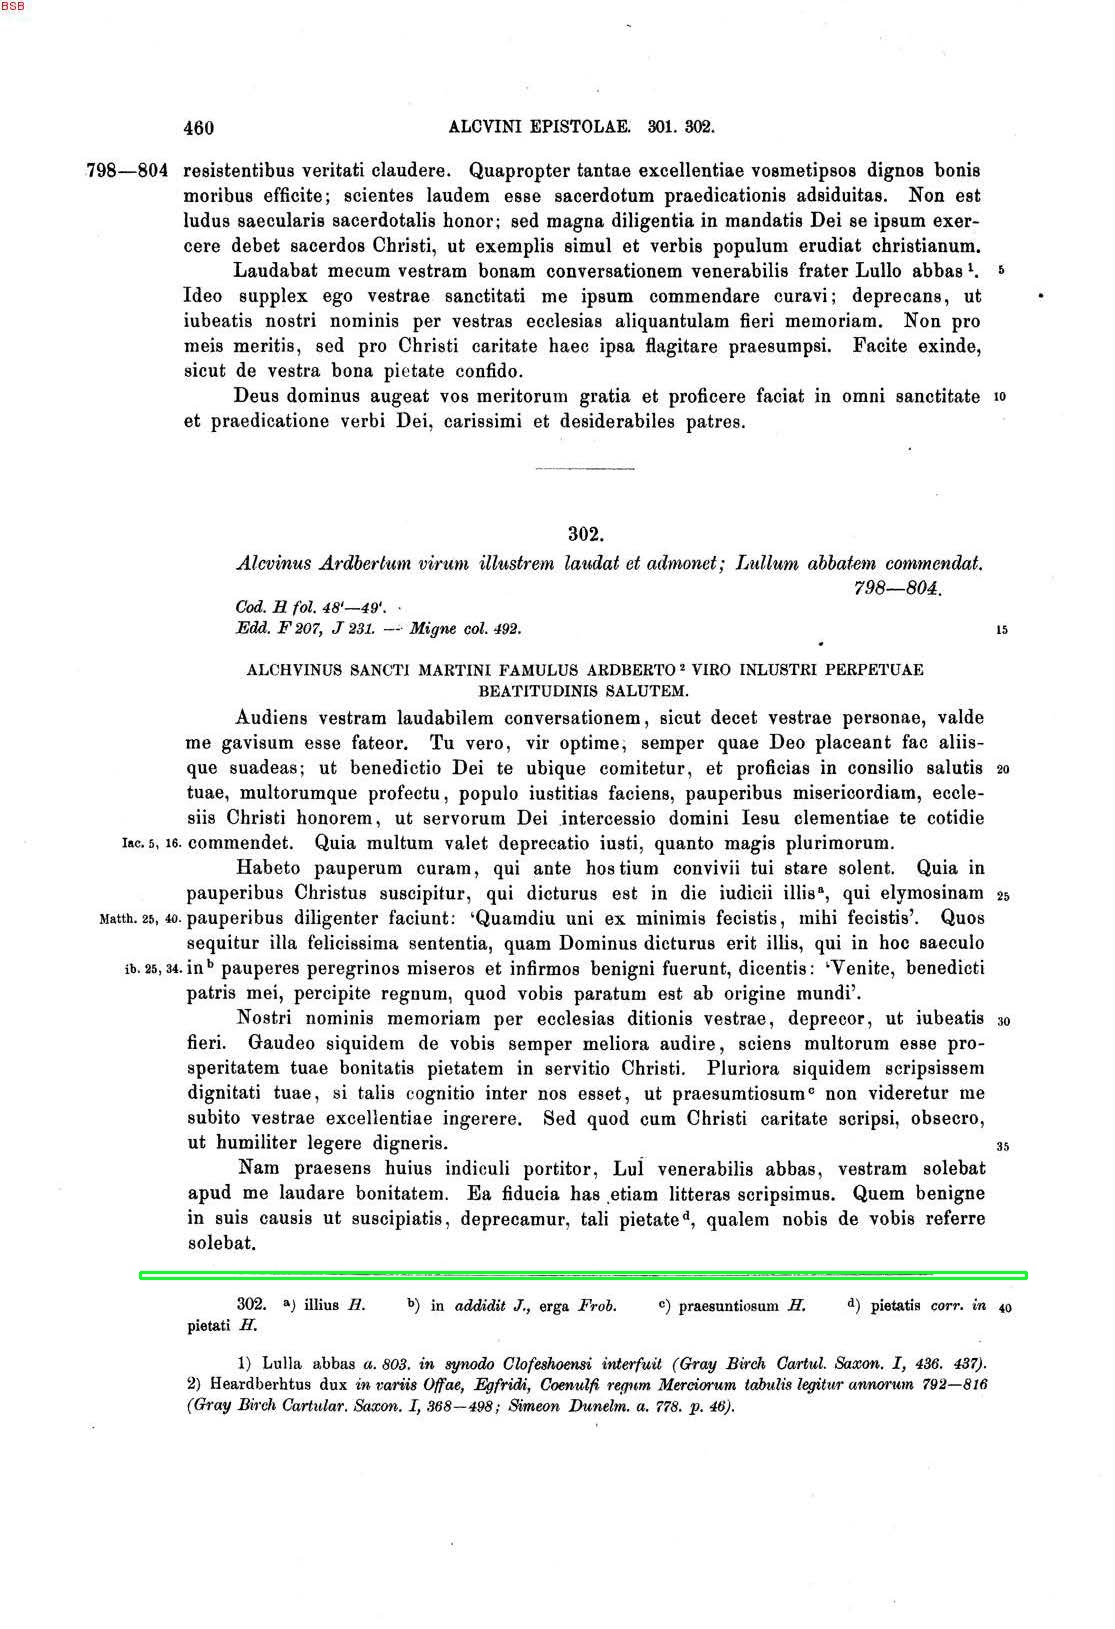 BSB
460 ALCVINI EPISTOLAE. 301. 302.
798—804 resistentibus veritati claudere. Quapropter tantae excellentiae vosmetipsos dignos bonis
moribus efficite; scientes laudem esse sacerdotum praedicationis adsiduitas. Non est
ludus saecularis sacerdotalis honor; sed magna diligentia in mandatis Dei se ipsum exer-
cere debet sacerdos Christi, ut exemplis simul et verbis populum erudiat christianum.
Laudabat mecum vestram bonam conversationem venerabilis frater Lullo abbas¹. 5
Ideo supplex ego vestrae sanctitati me ipsum commendare curavi; deprecans, ut
iubeatis nostri nominis per vestras ecclesias aliquantulam fieri memoriam. Non pro
meis meritis, sed pro Christi caritate haec ipsa flagitare praesumpsi. Facite exinde,
sicut de vestra bona pietate confido.
Deus dominus augeat vos meritorum gratia et proficere faciat in omni sanctitate 10
et praedicatione verbi Dei, carissimi et desiderabiles patres.
302.
Alcvinus Ardbertum virum illustrem laudat et admonet; Lullum abbatem commendat.
798—804.
Cod. H fol. 48'—49'.
Edd. F 207, J 231. — Migne col. 492. 15
ALCHVINUS SANCTI MARTINI FAMULUS ARDBERTO² VIRO INLUSTRI PERPETUAE
BEATITUDINIS SALUTEM.
Audiens vestram laudabilem conversationem, sicut decet vestrae personae, valde
me gavisum esse fateor. Tu vero, vir optime, semper quae Deo placeant fac aliis-
que suadeas; ut benedictio Dei te ubique comitetur, et proficias in consilio salutis 20
tuae, multorumque profectu, populo iustitias faciens, pauperibus misericordiam, eccle-
siis Christi honorem, ut servorum Dei intercessio domini Iesu clementiae te cotidie
Iac. 5, 16. commendet. Quia multum valet deprecatio iusti, quanto magis plurimorum.
Habeto pauperum curam, qui ante hostium convivii tui stare solent. Quia in
pauperibus Christus suscipitur, qui dicturus est in die iudicii illisᵃ, qui elymosinam 25
Matth. 25, 40. pauperibus diligenter faciunt: ‘Quamdiu uni ex minimis fecistis, mihi fecistis’. Quos
sequitur illa felicissima sententia, quam Dominus dicturus erit illis, qui in hoc saeculo
ib. 25, 34. inᵇ pauperes peregrinos miseros et infirmos benigni fuerunt, dicentis: ‘Venite, benedicti
patris mei, percipite regnum, quod vobis paratum est ab origine mundi’.
Nostri nominis memoriam per ecclesias ditionis vestrae, deprecor, ut iubeatis 30
fieri. Gaudeo siquidem de vobis semper meliora audire, sciens multorum esse pro-
speritatem tuae bonitatis pietatem in servitio Christi. Pluriora siquidem scripsissem
dignitati tuae, si talis cognitio inter nos esset, ut praesumtiosumᶜ non videretur me
subito vestrae excellentiae ingerere. Sed quod cum Christi caritate scripsi, obsecro,
ut humiliter legere digneris. 35
Nam praesens huius indiculi portitor, Lul venerabilis abbas, vestram solebat
apud me laudare bonitatem. Ea fiducia has etiam litteras scripsimus. Quem benigne
in suis causis ut suscipiatis, deprecamur, tali pietateᵈ, qualem nobis de vobis referre
solebat.
302. ᵃ) illius H. ᵇ) in addidit J., erga Frob. ᶜ) praesuntiosum H. ᵈ) pietatis corr. in 40
pietati H.
1) Lulla abbas a. 803. in synodo Clofeshoensi interfuit (Gray Birch Cartul. Saxon. I, 436. 437).
2) Heardberhtus dux in variis Offae, Egfridi, Coenulfi regum Merciorum tabulis legitur annorum 792—816
(Gray Birch Cartular. Saxon. I, 368—498; Simeon Dunelm. a. 778. p. 46).